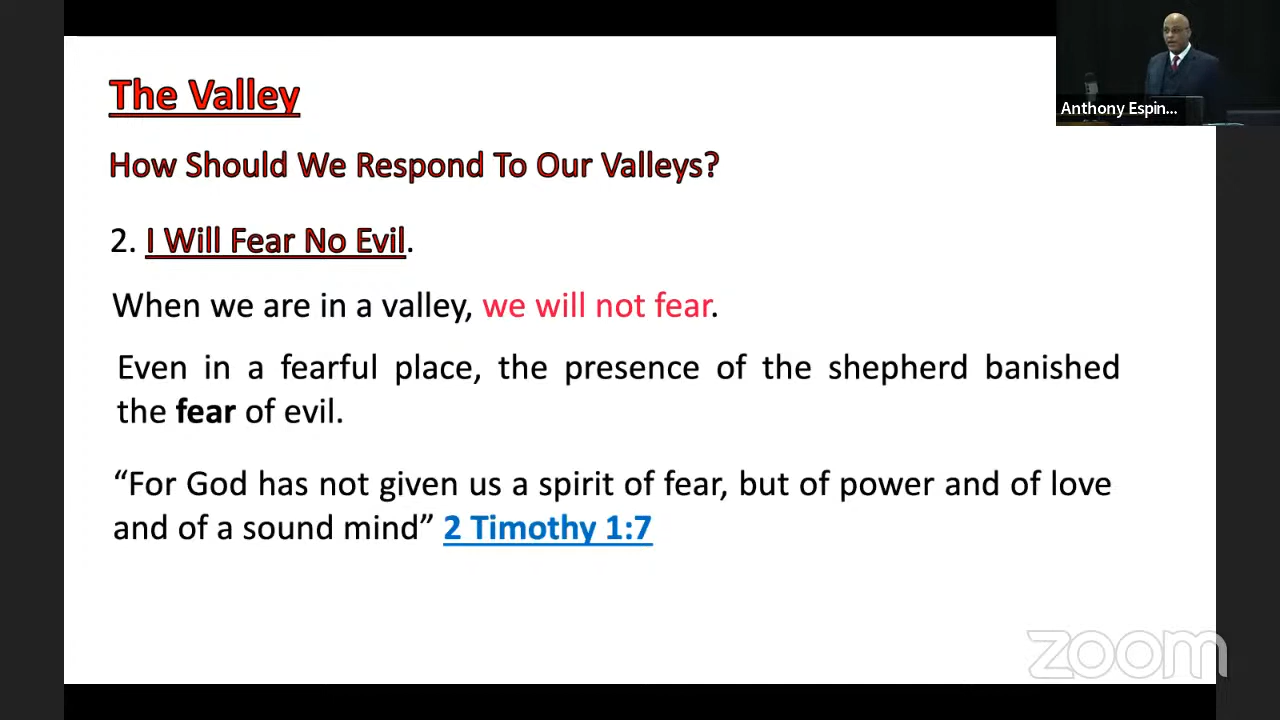 The Valley
How Should We Respond To Our Valleys?
2. I Will Fear No Evil.
When we are in a valley, we will not fear.
Even in a fearful place, the presence of the shepherd banished
the fear of evil.
“For God has not given us a spirit of fear, but of power and of love
and of a sound mind” 2 Timothy 1:7
Anthony Espin...
zoom